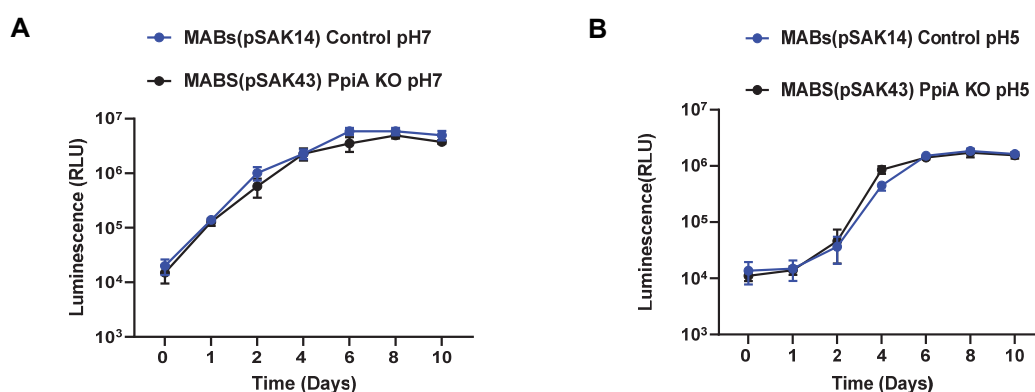 A
MABs(pSAK14) Control pH7
MABS(pSAK43) PpiA KO pH7
Luminescence (RLU)
10⁷
10⁶
10⁵
10⁴
10³
0 1 2 4 6 8 10
Time (Days)
B
MABs(pSAK14) Control pH5
MABS(pSAK43) PpiA KO pH5
Luminescence(RLU)
10⁷
10⁶
10⁵
10⁴
10³
0 1 2 4 6 8 10
Time (Days)